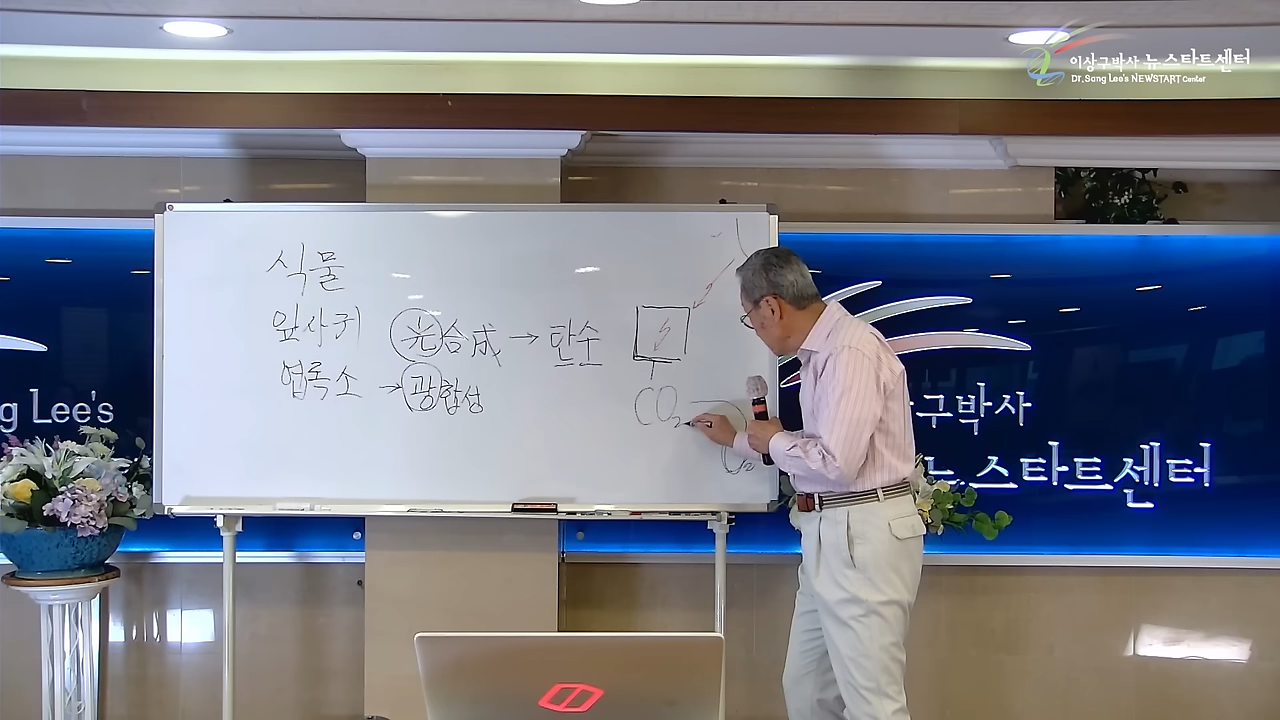 이상구박사 뉴스타트센터
Dr. Sang Lee's NEWSTART Center
식물
잎사귀 光合成 → 탄소
업록소 → 광합성
CO₂
O₂
g Lee's
구박사
뉴스타트센터